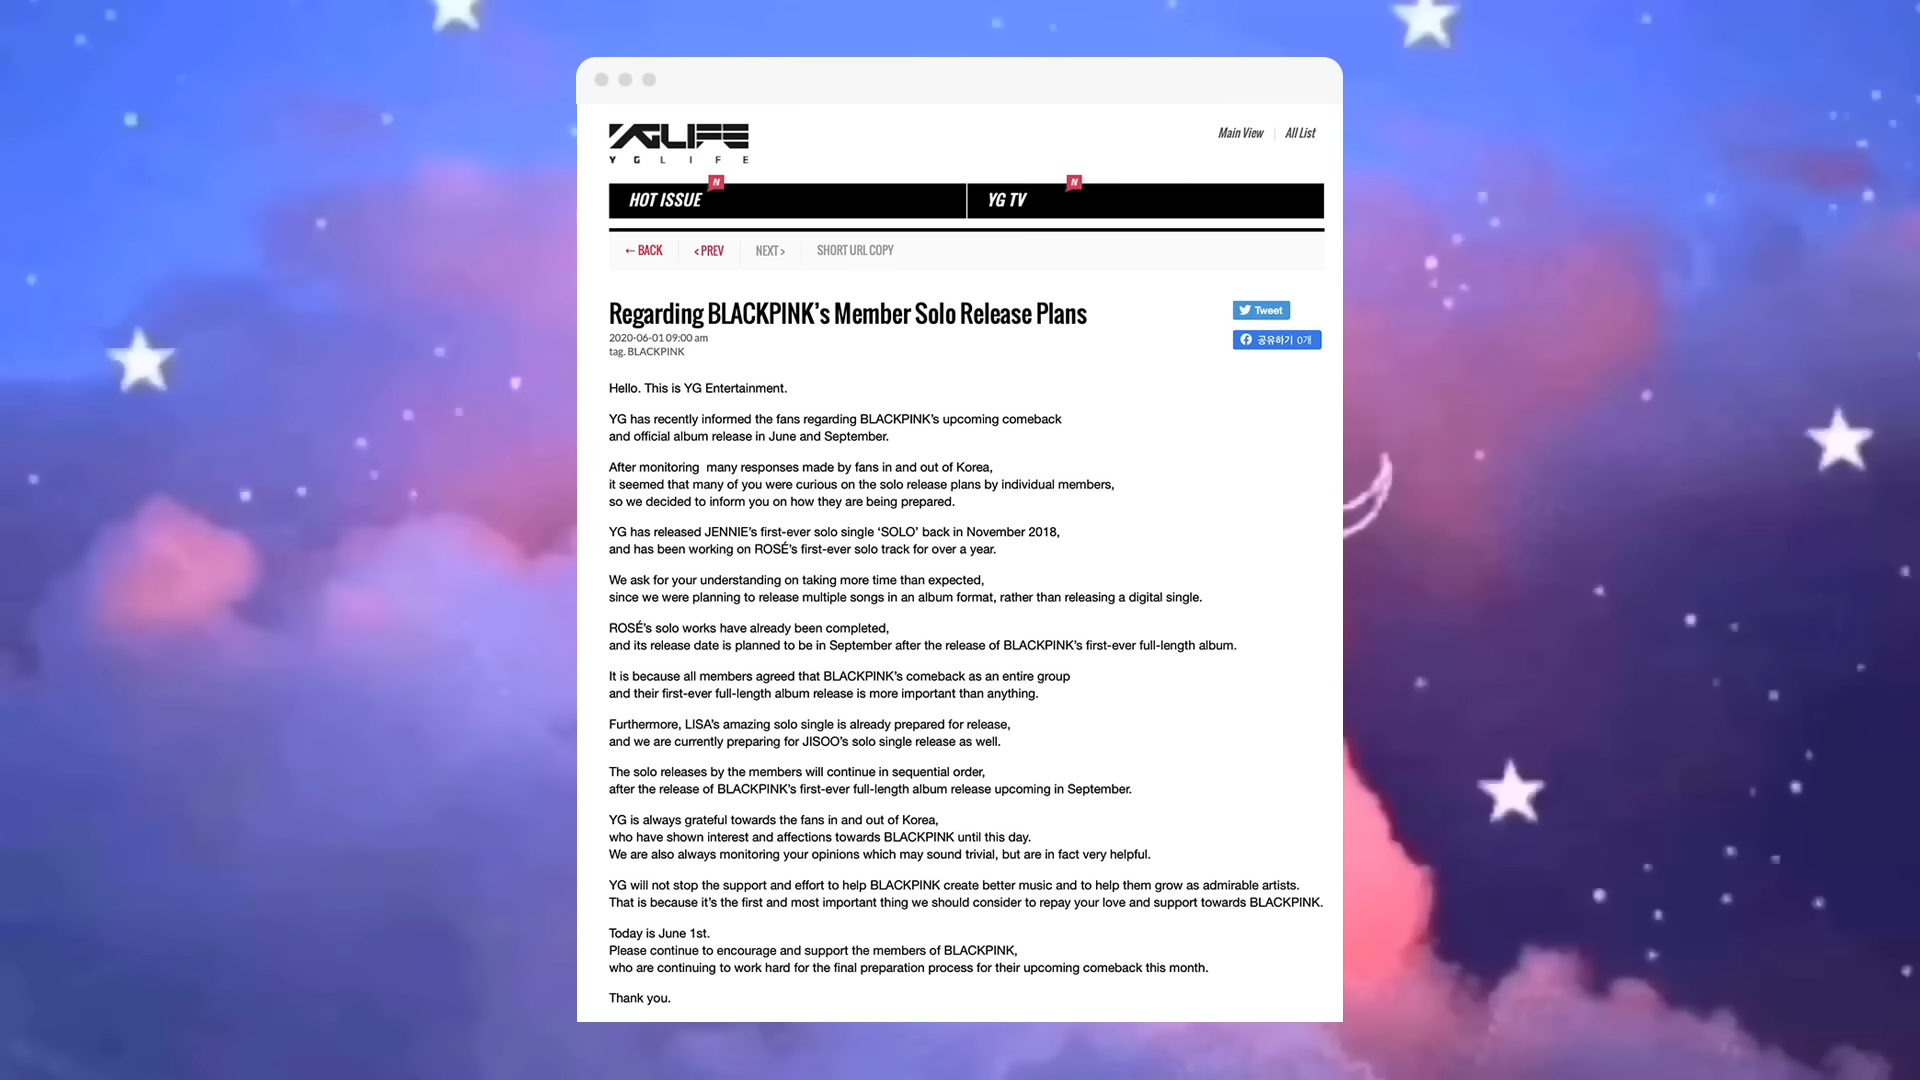 YGLIFE
YG LIFE
Main View | All List
HOT ISSUE N
YG TV N
← BACK
< PREV
NEXT >
SHORT URL COPY
Regarding BLACKPINK’s Member Solo Release Plans
Tweet
2020-06-01 09:00 am
공유하기 0개
tag. BLACKPINK
Hello. This is YG Entertainment.
YG has recently informed the fans regarding BLACKPINK’s upcoming comeback
and official album release in June and September.
After monitoring  many responses made by fans in and out of Korea,
it seemed that many of you were curious on the solo release plans by individual members,
so we decided to inform you on how they are being prepared.
YG has released JENNIE’s first-ever solo single ‘SOLO’ back in November 2018,
and has been working on ROSÉ’s first-ever solo track for over a year.
We ask for your understanding on taking more time than expected,
since we were planning to release multiple songs in an album format, rather than releasing a digital single.
ROSÉ’s solo works have already been completed,
and its release date is planned to be in September after the release of BLACKPINK’s first-ever full-length album.
It is because all members agreed that BLACKPINK’s comeback as an entire group
and their first-ever full-length album release is more important than anything.
Furthermore, LISA’s amazing solo single is already prepared for release,
and we are currently preparing for JISOO’s solo single release as well.
The solo releases by the members will continue in sequential order,
after the release of BLACKPINK’s first-ever full-length album release upcoming in September.
YG is always grateful towards the fans in and out of Korea,
who have shown interest and affections towards BLACKPINK until this day.
We are also always monitoring your opinions which may sound trivial, but are in fact very helpful.
YG will not stop the support and effort to help BLACKPINK create better music and to help them grow as admirable artists.
That is because it’s the first and most important thing we should consider to repay your love and support towards BLACKPINK.
Today is June 1st.
Please continue to encourage and support the members of BLACKPINK,
who are continuing to work hard for the final preparation process for their upcoming comeback this month.
Thank you.